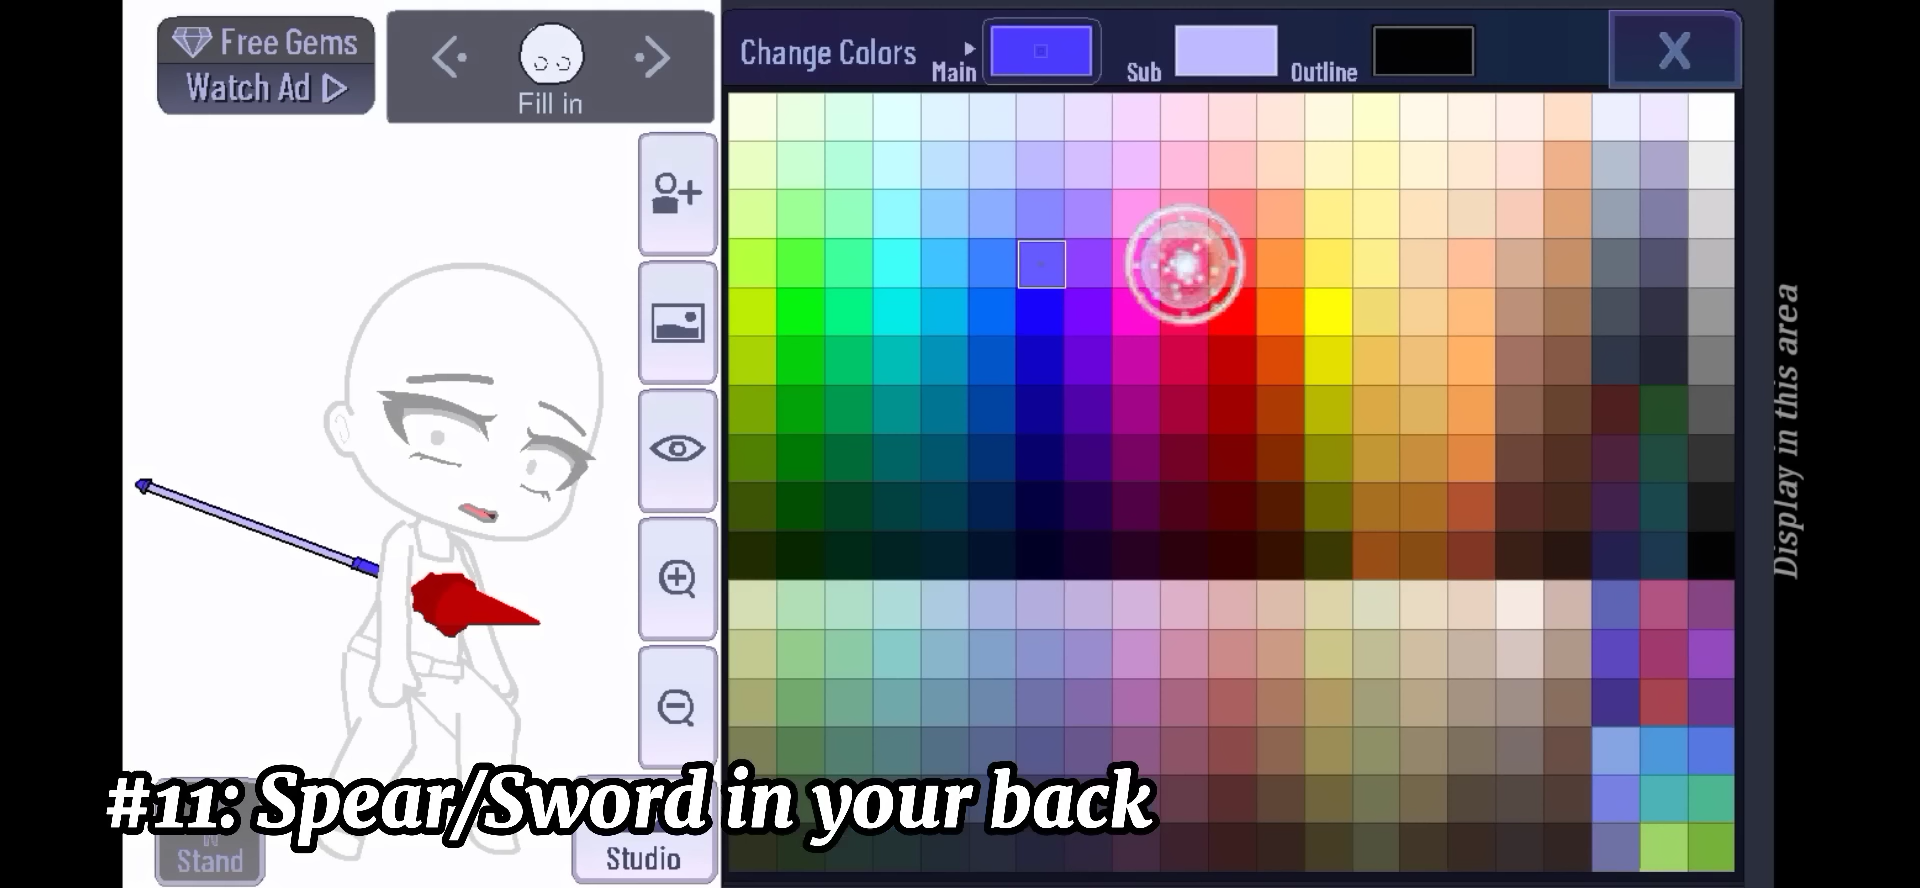 Free Gems
Watch Ad
Fill in
Change Colors
Main
Sub
Outline
X
Display in this area
#11: Spear/Sword in your back
Stand
Studio